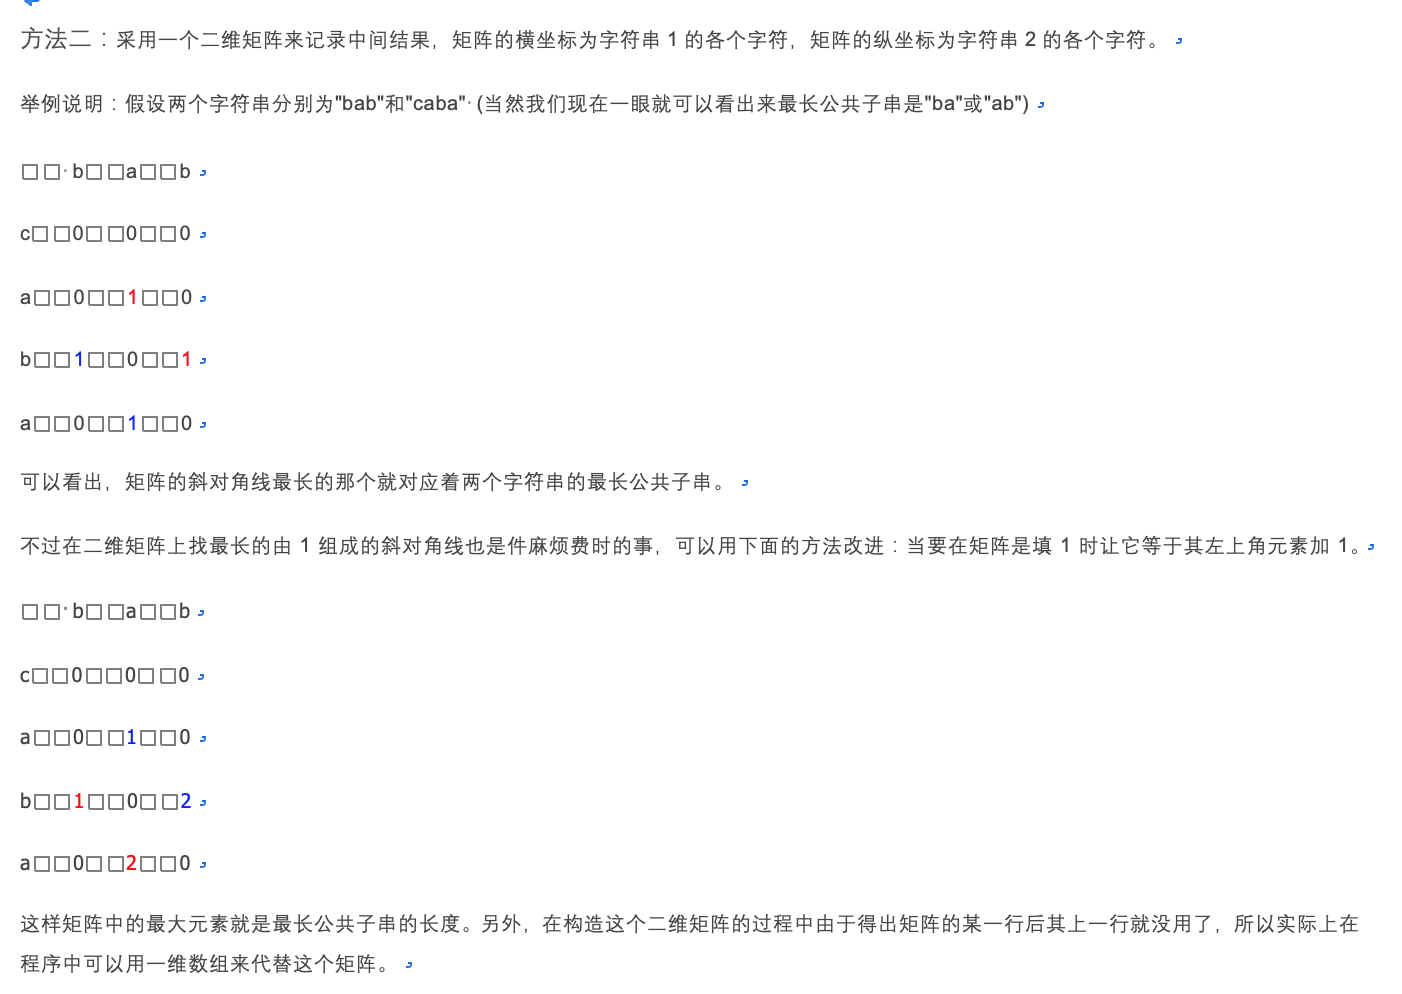 方法二：采用一个二维矩阵来记录中间结果，矩阵的横坐标为字符串 1 的各个字符，矩阵的纵坐标为字符串 2 的各个字符。
举例说明：假设两个字符串分别为"bab"和"caba" (当然我们现在一眼就可以看出来最长公共子串是"ba"或"ab")
□□ b□□a□□b
c□□0□□0□□0
a□□0□□1□□0
b□□1□□0□□1
a□□0□□1□□0
可以看出，矩阵的斜对角线最长的那个就对应着两个字符串的最长公共子串。
不过在二维矩阵上找最长的由 1 组成的斜对角线也是件麻烦费时的事，可以用下面的方法改进：当要在矩阵是填 1 时让它等于其左上角元素加 1。
□□ b□□a□□b
c□□0□□0□□0
a□□0□□1□□0
b□□1□□0□□2
a□□0□□2□□0
这样矩阵中的最大元素就是最长公共子串的长度。另外，在构造这个二维矩阵的过程中由于得出矩阵的某一行后其上一行就没用了，所以实际上在
程序中可以用一维数组来代替这个矩阵。